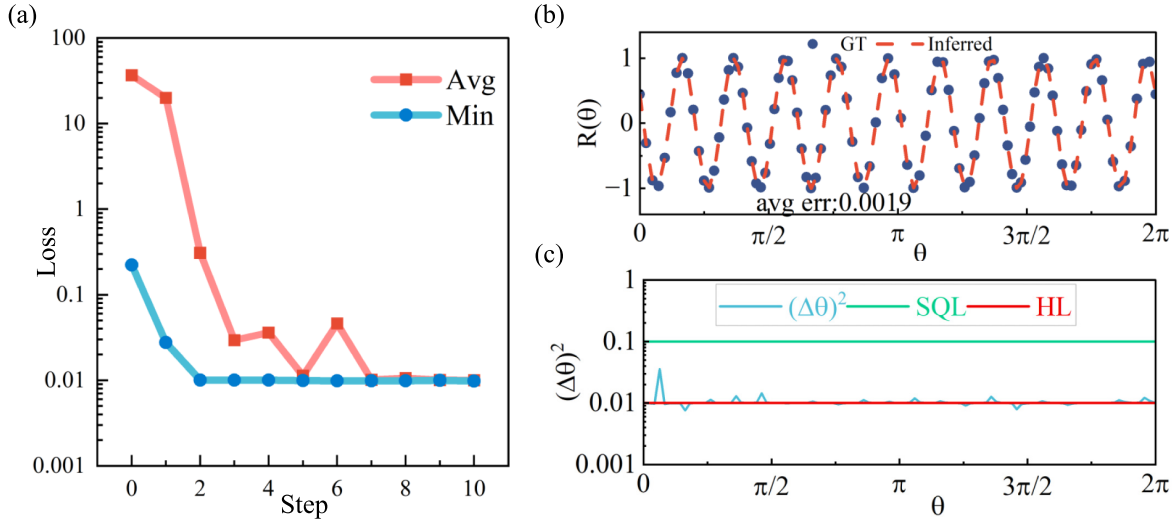 (a)
100
10
1
0.1
0.01
0.001
Loss
Avg
Min
0 2 4 6 8 10
Step
(b)
GT Inferred
1
0
−1
R(θ)
avg err:0.0019
0 π/2 π 3π/2 2π
θ
(c)
1
0.1
0.01
0.001
(Δθ)²
(Δθ)² SQL HL
0 π/2 π 3π/2 2π
θ